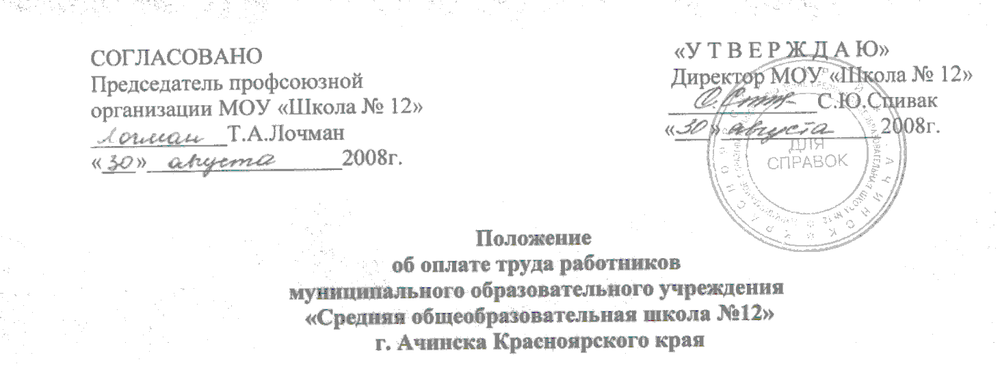 СОГЛАСОВАНО
Председатель профсоюзной
организации МОУ «Школа № 12»
Лочман Т.А.Лочман
«30» августа 2008г.
«У Т В Е Р Ж Д А Ю»
Директор МОУ «Школа № 12»
С.Ю.Спивак
«30» августа 2008г.
ДЛЯ
СПРАВОК
Положение
об оплате труда работников
муниципального образовательного учреждения
«Средняя общеобразовательная школа №12»
г. Ачинска Красноярского края